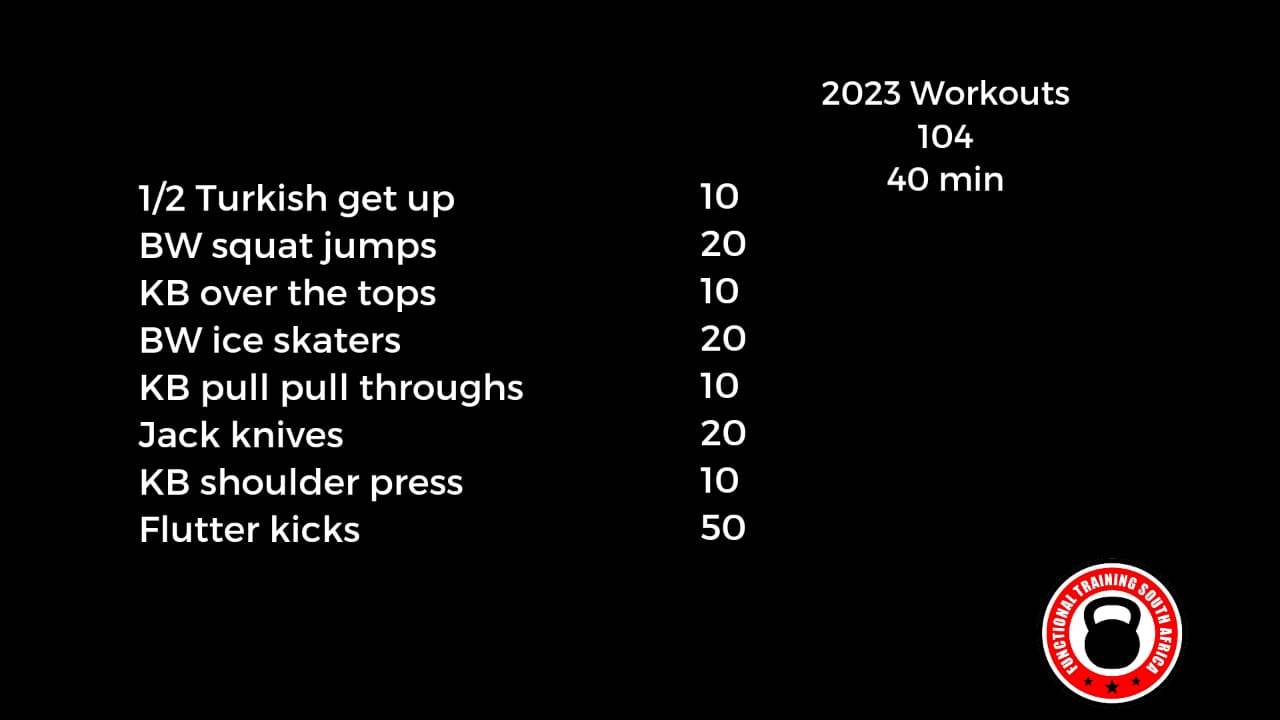 2023 Workouts
104
40 min
1/2 Turkish get up 10
BW squat jumps 20
KB over the tops 10
BW ice skaters 20
KB pull pull throughs 10
Jack knives 20
KB shoulder press 10
Flutter kicks 50
FUNCTIONAL TRAINING SOUTH AFRICA